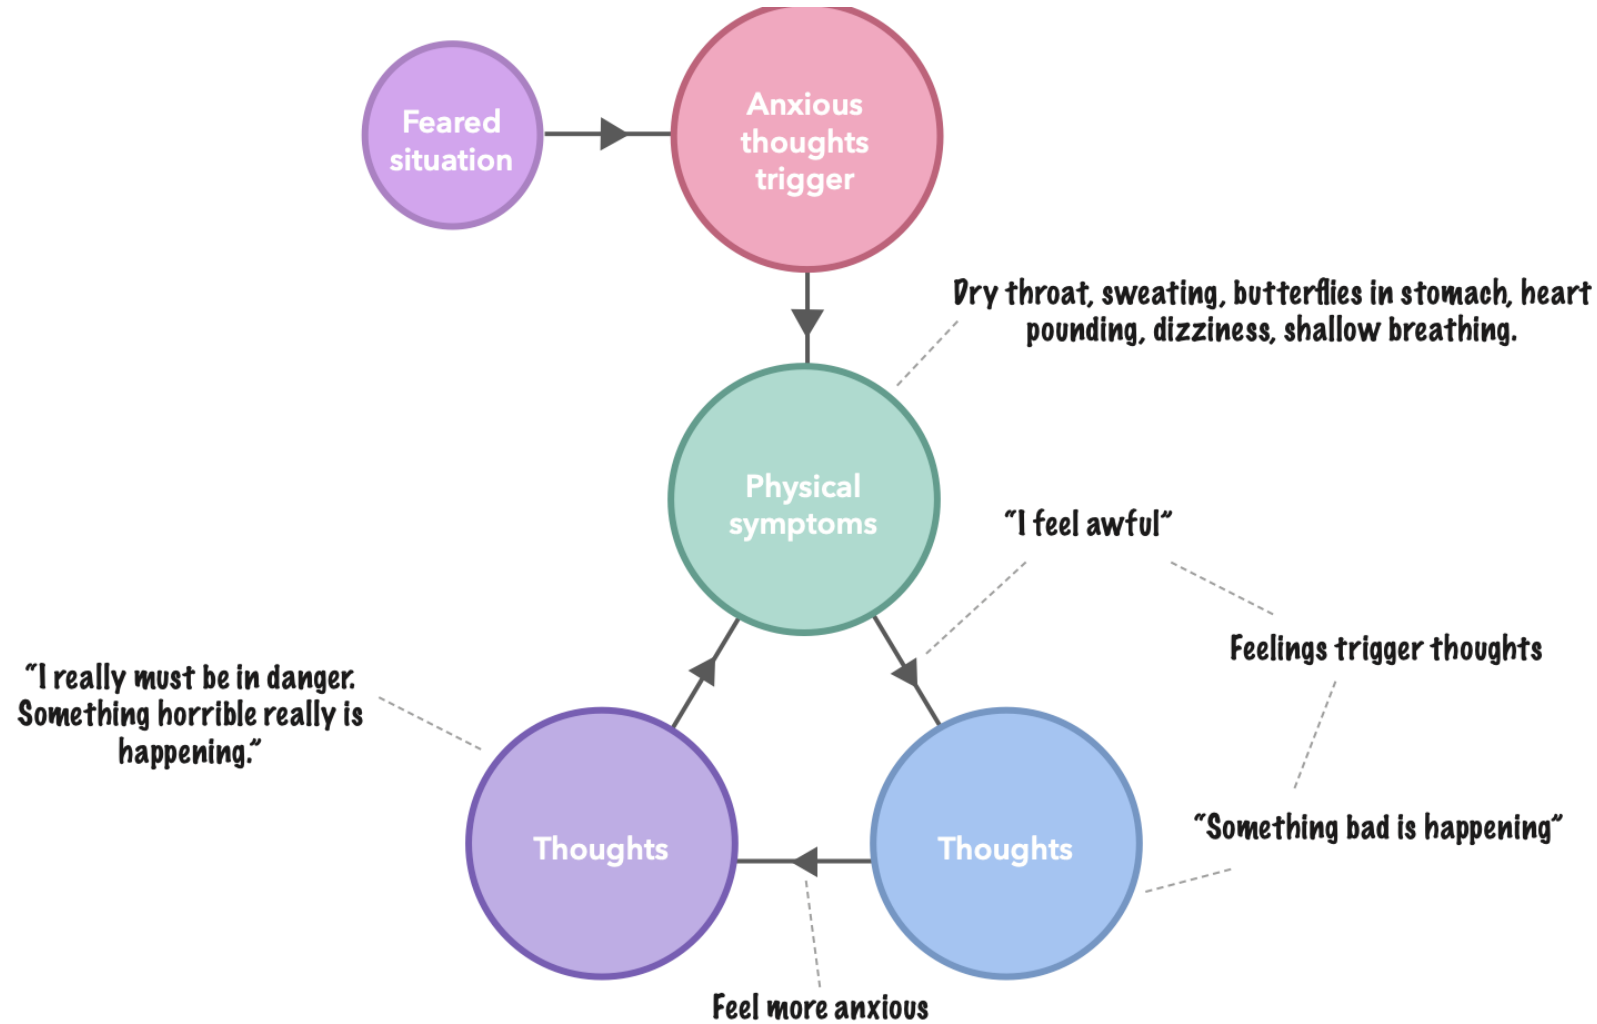 Feared
situation
Anxious
thoughts
trigger
Dry throat, sweating, butterflies in stomach, heart
pounding, dizziness, shallow breathing.
Physical
symptoms
“I feel awful”
Feelings trigger thoughts
“I really must be in danger.
Something horrible really is
happening.”
“Something bad is happening”
Thoughts
Thoughts
Feel more anxious